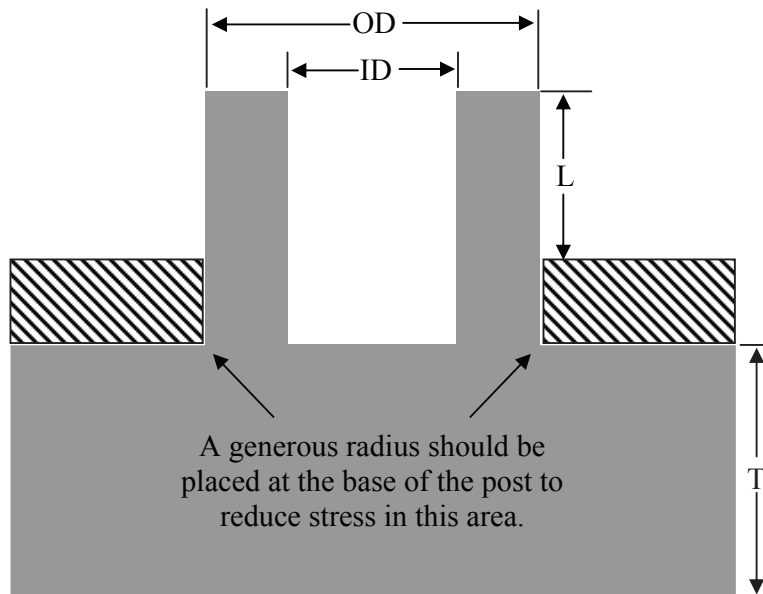 OD
ID
L
T
A generous radius should be
placed at the base of the post to
reduce stress in this area.